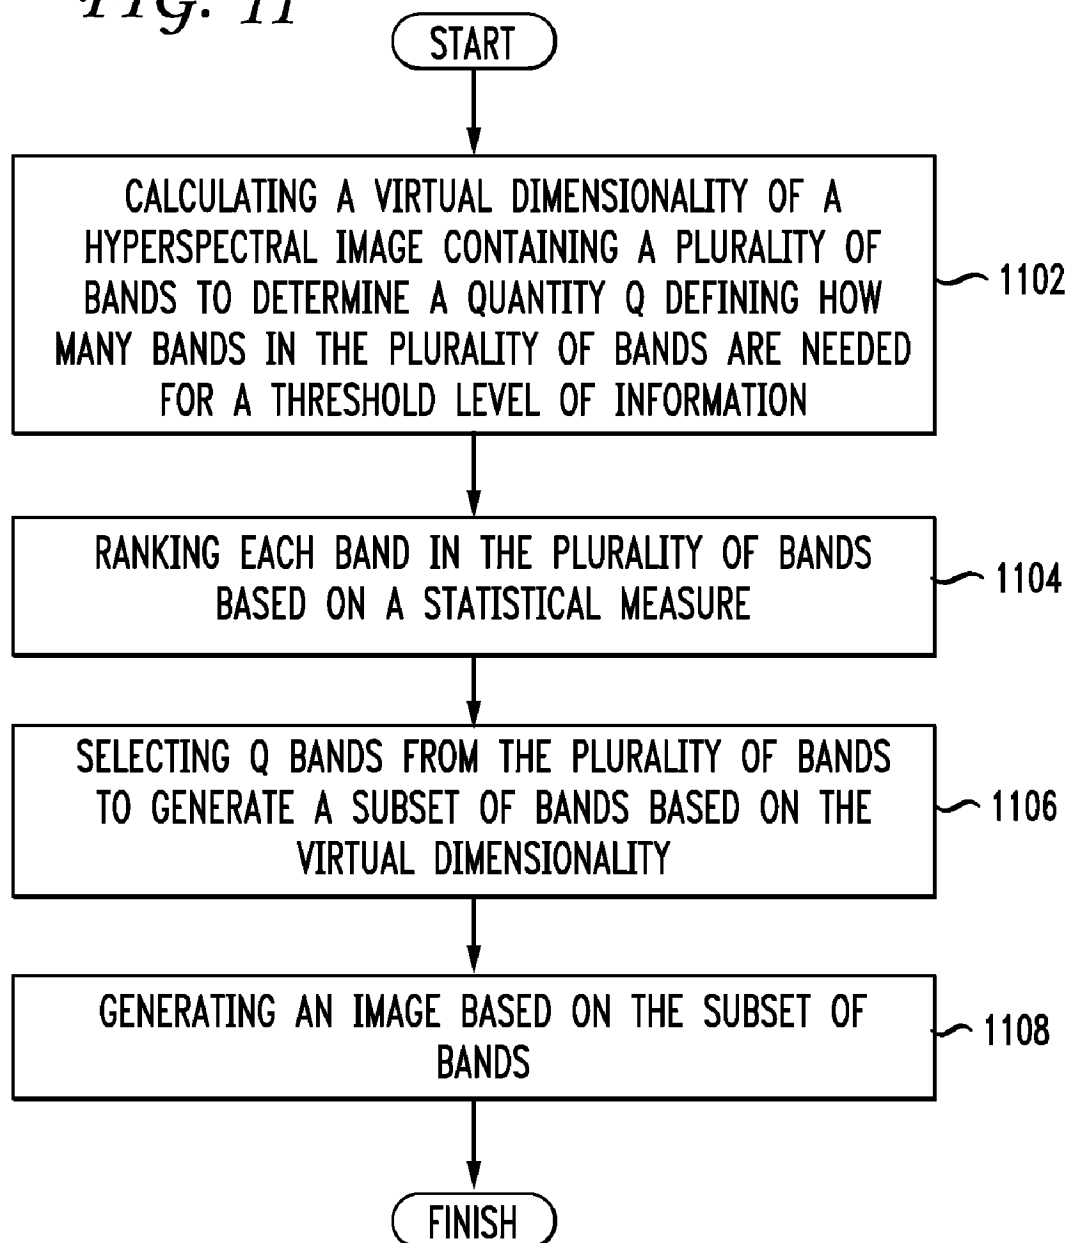 FIG. 11
START
CALCULATING A VIRTUAL DIMENSIONALITY OF A
HYPERSPECTRAL IMAGE CONTAINING A PLURALITY OF
BANDS TO DETERMINE A QUANTITY Q DEFINING HOW
MANY BANDS IN THE PLURALITY OF BANDS ARE NEEDED
FOR A THRESHOLD LEVEL OF INFORMATION
1102
RANKING EACH BAND IN THE PLURALITY OF BANDS
BASED ON A STATISTICAL MEASURE
1104
SELECTING Q BANDS FROM THE PLURALITY OF BANDS
TO GENERATE A SUBSET OF BANDS BASED ON THE
VIRTUAL DIMENSIONALITY
1106
GENERATING AN IMAGE BASED ON THE SUBSET OF
BANDS
1108
FINISH